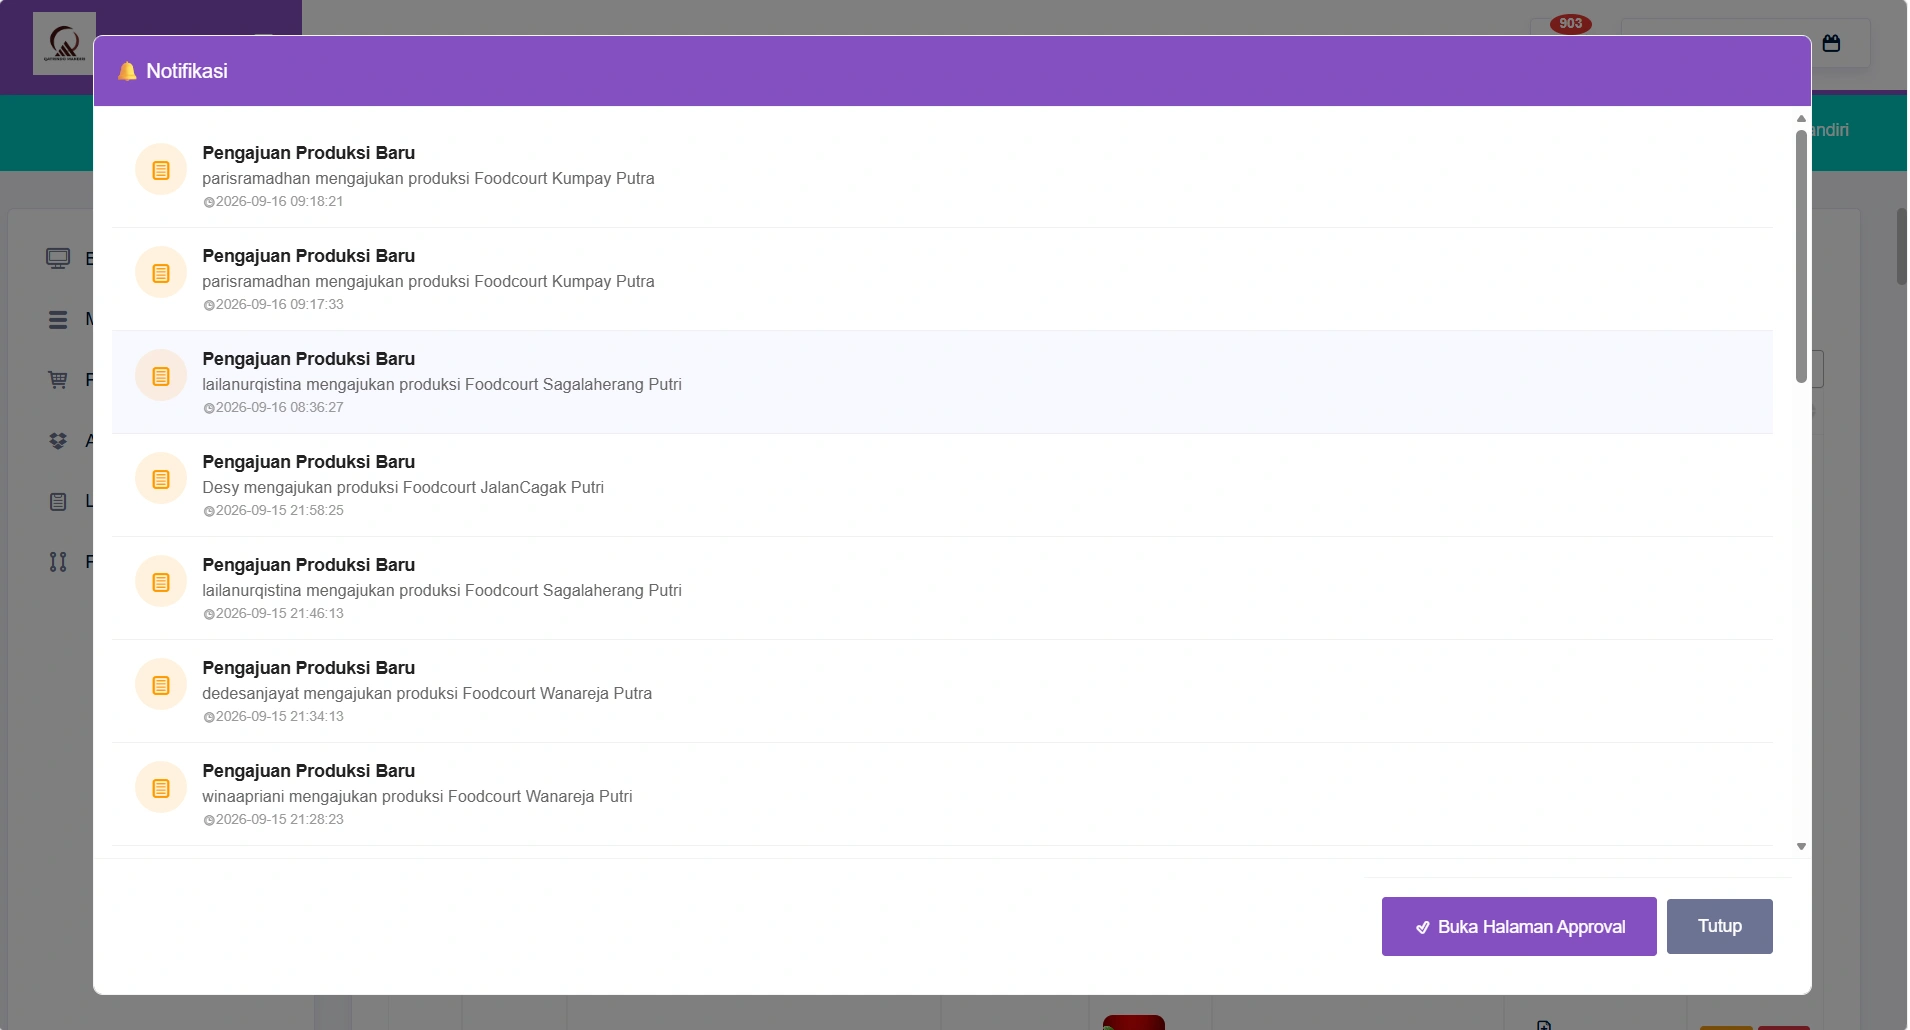 903
Notifikasi
andiri
Pengajuan Produksi Baru
parisramadhan mengajukan produksi Foodcourt Kumpay Putra
2026-09-16 09:18:21
Pengajuan Produksi Baru
parisramadhan mengajukan produksi Foodcourt Kumpay Putra
2026-09-16 09:17:33
Pengajuan Produksi Baru
lailanurqistina mengajukan produksi Foodcourt Sagalaherang Putri
2026-09-16 08:36:27
Pengajuan Produksi Baru
Desy mengajukan produksi Foodcourt JalanCagak Putri
2026-09-15 21:58:25
Pengajuan Produksi Baru
lailanurqistina mengajukan produksi Foodcourt Sagalaherang Putri
2026-09-15 21:46:13
Pengajuan Produksi Baru
dedesanjayat mengajukan produksi Foodcourt Wanareja Putra
2026-09-15 21:34:13
Pengajuan Produksi Baru
winaapriani mengajukan produksi Foodcourt Wanareja Putri
2026-09-15 21:28:23
Buka Halaman Approval
Tutup